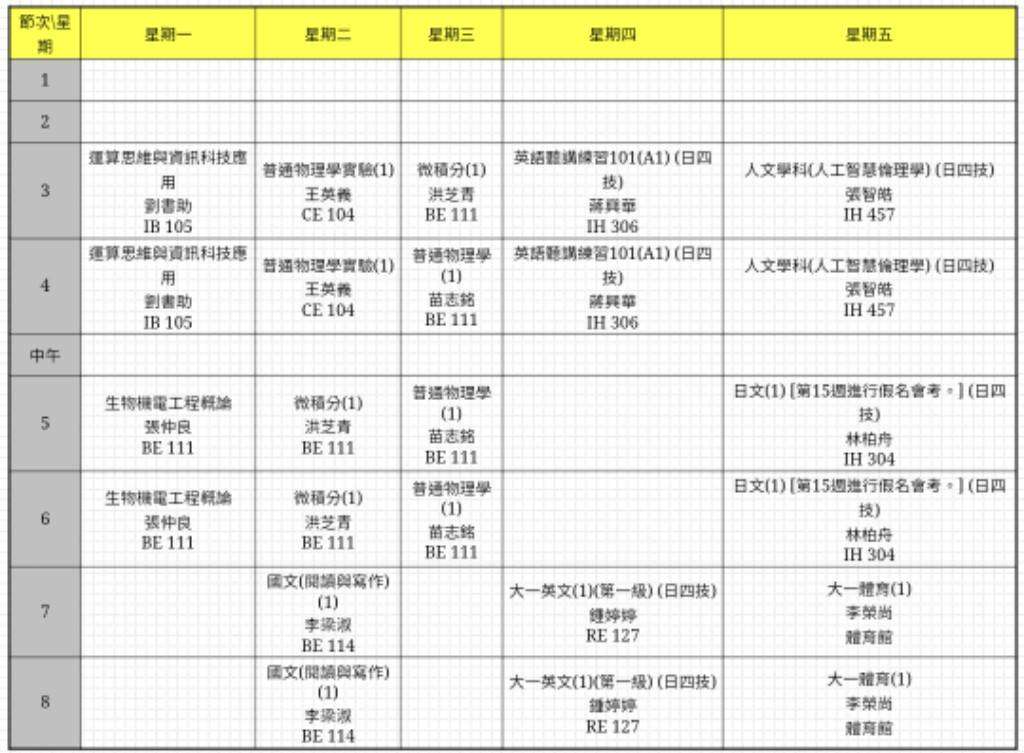 節次\星
期
星期一
星期二
星期三
星期四
星期五
1
2
3
運算思維與資訊科技應
用
劉書助
IB 105
普通物理學實驗(1)
王英義
CE 104
微積分(1)
洪芝青
BE 111
英語聽講練習101(A1) (日四
技)
蔣興華
IH 306
人文學科(人工智慧倫理學) (日四技)
張智皓
IH 457
4
運算思維與資訊科技應
用
劉書助
IB 105
普通物理學實驗(1)
王英義
CE 104
普通物理學
(1)
苗志銘
BE 111
英語聽講練習101(A1) (日四
技)
蔣興華
IH 306
人文學科(人工智慧倫理學) (日四技)
張智皓
IH 457
中午
5
生物機電工程概論
張仲良
BE 111
微積分(1)
洪芝青
BE 111
普通物理學
(1)
苗志銘
BE 111
日文(1) [第15週進行假名會考。] (日四
技)
林柏舟
IH 304
6
生物機電工程概論
張仲良
BE 111
微積分(1)
洪芝青
BE 111
普通物理學
(1)
苗志銘
BE 111
日文(1) [第15週進行假名會考。] (日四
技)
林柏舟
IH 304
7
國文(閱讀與寫作)
(1)
李梁淑
BE 114
大一英文(1)(第一級) (日四技)
鍾婷婷
RE 127
大一體育(1)
李榮尚
體育館
8
國文(閱讀與寫作)
(1)
李梁淑
BE 114
大一英文(1)(第一級) (日四技)
鍾婷婷
RE 127
大一體育(1)
李榮尚
體育館